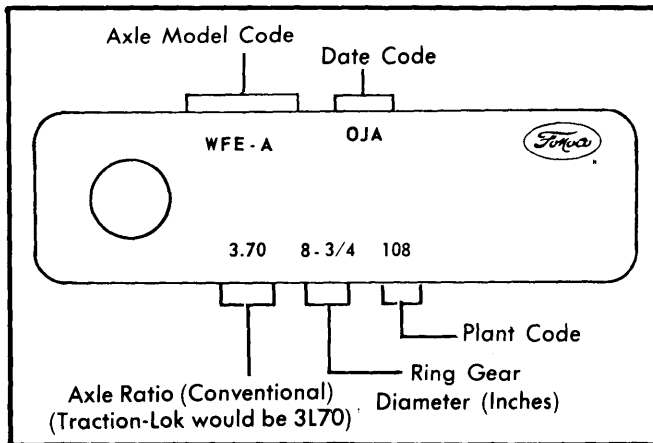 Axle Model Code
Date Code
WFE-A
OJA
FoMoCo
3.70
8-3/4
108
Plant Code
Ring Gear
Diameter (Inches)
Axle Ratio (Conventional)
(Traction-Lok would be 3L70)